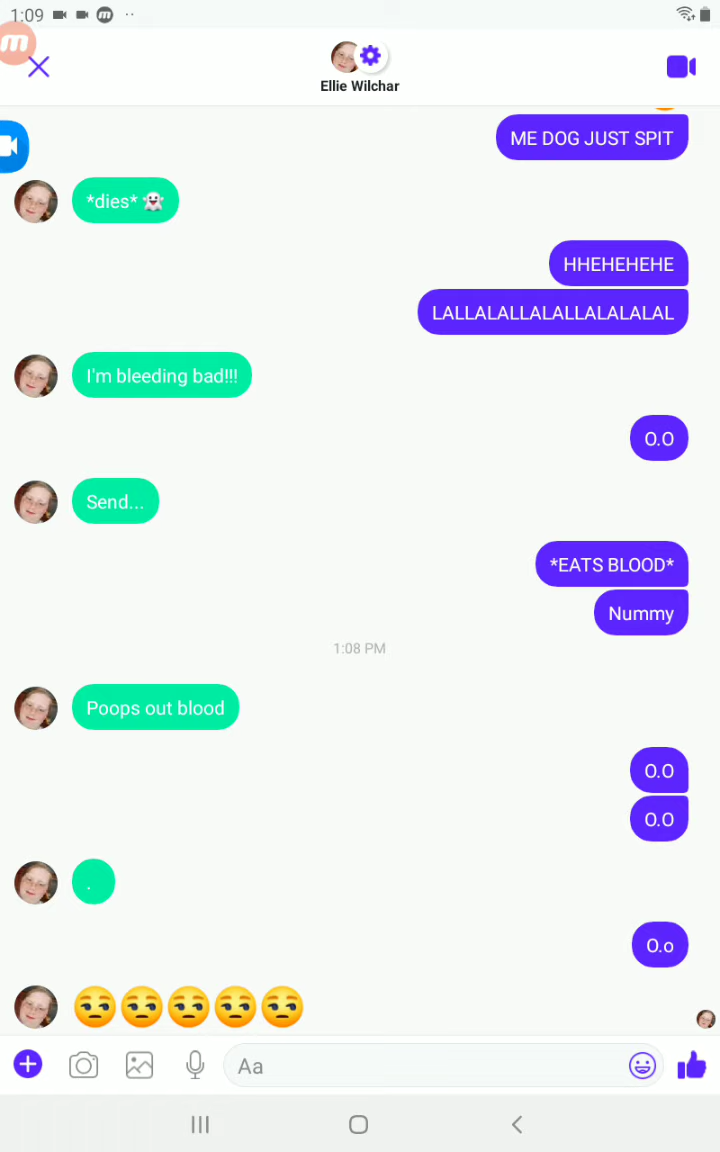 1:09
Ellie Wilchar
ME DOG JUST SPIT
*dies* 👻
HHEHEHEHE
LALLALALLALALLALALALAL
I'm bleeding bad!!!
O.O
Send...
*EATS BLOOD*
Nummy
1:08 PM
Poops out blood
O.O
O.O
.
O.o
😒😒😒😒😒
Aa